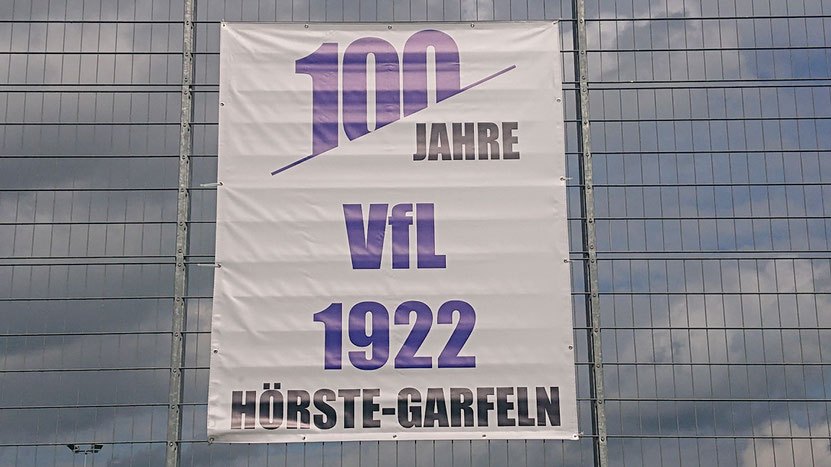 100
JAHRE
VfL
1922
HÖRSTE-GARFELN